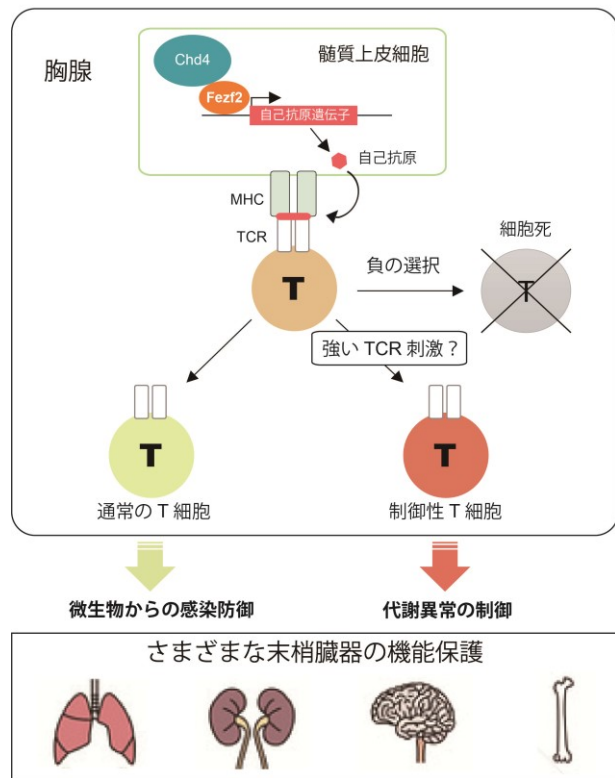 胸腺
髄質上皮細胞
Chd4
Fezf2
自己抗原遺伝子
自己抗原
MHC
TCR
T
負の選択
細胞死
T
強い TCR 刺激？
T
通常の T 細胞
T
制御性 T 細胞
微生物からの感染防御
代謝異常の制御
さまざまな末梢臓器の機能保護